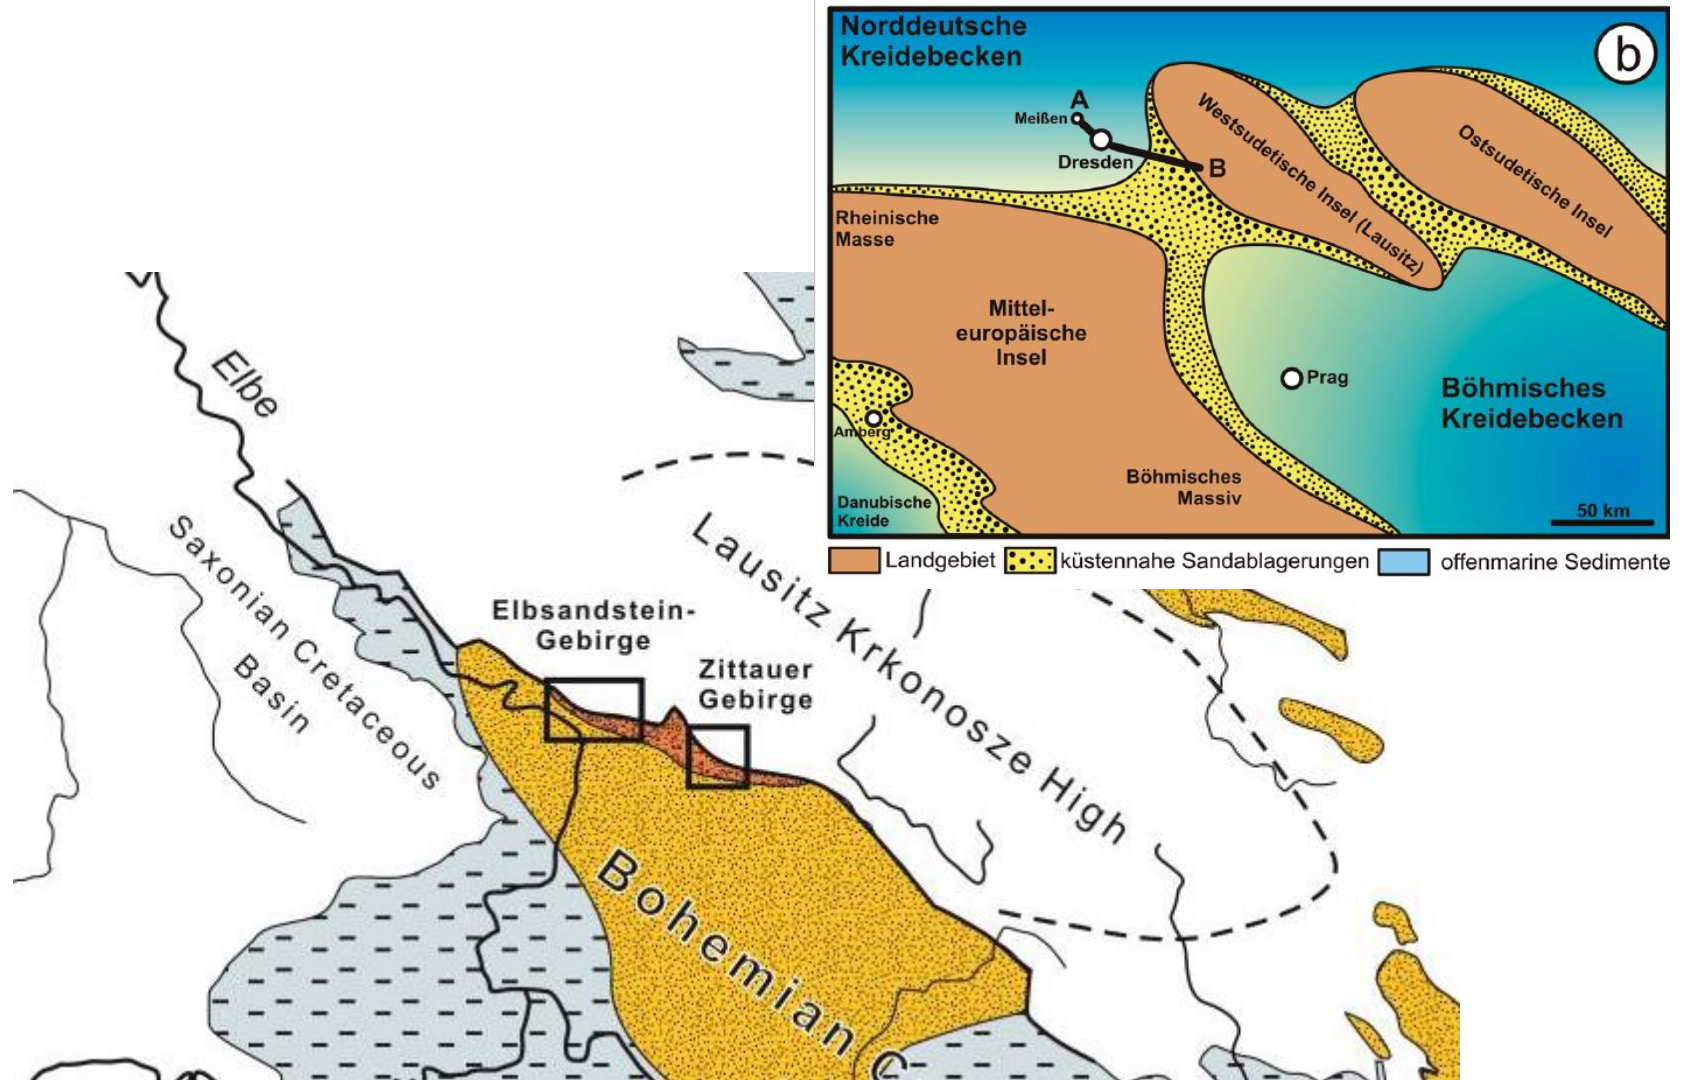 Norddeutsche
Kreidebecken
b
A
Meißen
Dresden
B
Westsudetische Insel (Lausitz)
Ostsudetische Insel
Rheinische
Masse
Mittel-
europäische
Insel
Prag
Böhmisches
Kreidebecken
Amberg
Böhmisches
Massiv
Danubische
Kreide
50 km
Landgebiet
küstennahe Sandablagerungen
offenmarine Sedimente
Elbe
Saxonian Cretaceous
Basin
Elbsandstein-
Gebirge
Zittauer
Gebirge
Lausitz Krkonosze High
Bohemian C